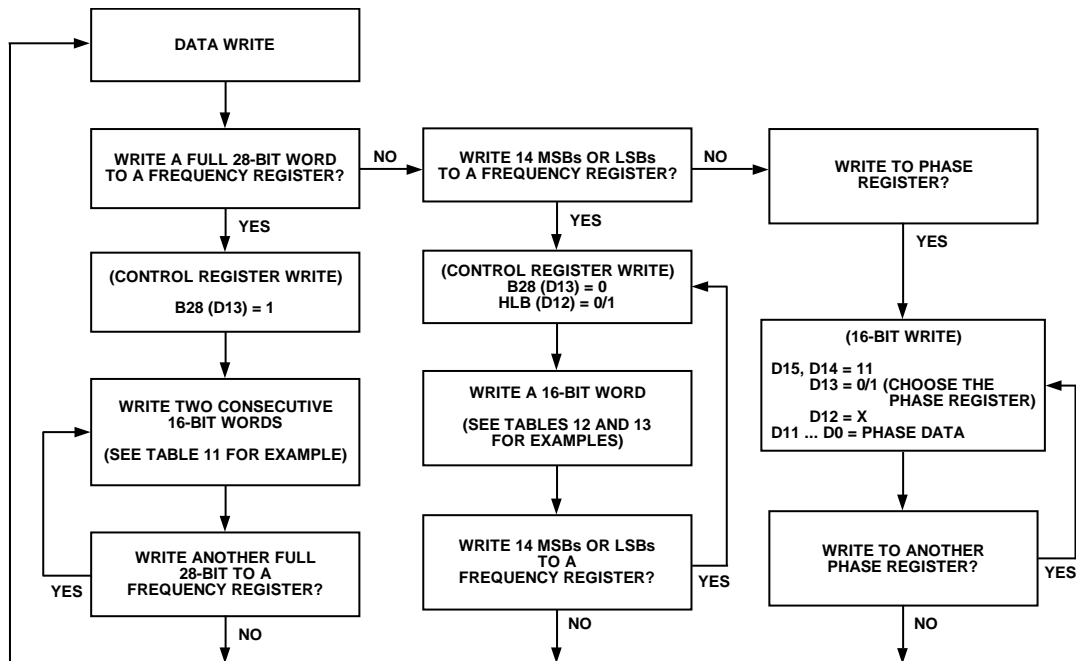 DATA WRITE
WRITE A FULL 28-BIT WORD
TO A FREQUENCY REGISTER?
NO
YES
(CONTROL REGISTER WRITE)
B28 (D13) = 1
WRITE TWO CONSECUTIVE
16-BIT WORDS
(SEE TABLE 11 FOR EXAMPLE)
WRITE ANOTHER FULL
28-BIT TO A
FREQUENCY REGISTER?
YES
NO
WRITE 14 MSBs OR LSBs
TO A FREQUENCY REGISTER?
NO
YES
(CONTROL REGISTER WRITE)
B28 (D13) = 0
HLB (D12) = 0/1
WRITE A 16-BIT WORD
(SEE TABLES 12 AND 13
FOR EXAMPLES)
WRITE 14 MSBs OR LSBs
TO A
FREQUENCY REGISTER?
YES
NO
WRITE TO PHASE
REGISTER?
YES
(16-BIT WRITE)
D15, D14 = 11
D13 = 0/1 (CHOOSE THE
PHASE REGISTER)
D12 = X
D11 ... D0 = PHASE DATA
WRITE TO ANOTHER
PHASE REGISTER?
YES
NO